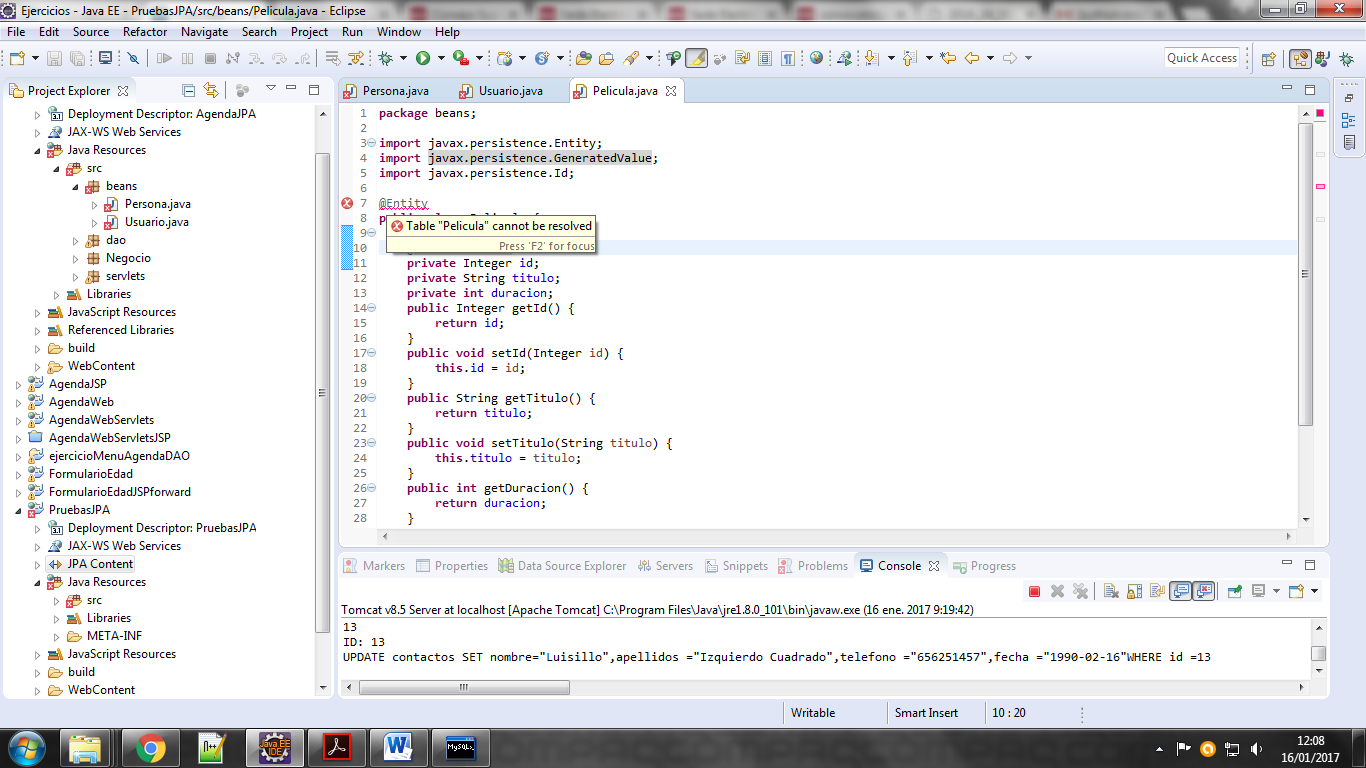 Ejercicios - Java EE - PruebasJPA/src/beans/Pelicula.java - Eclipse
File Edit Source Refactor Navigate Search Project Run Window Help
Quick Access
Project Explorer
Deployment Descriptor: AgendaJPA
JAX-WS Web Services
Java Resources
src
beans
Persona.java
Usuario.java
dao
Negocio
servlets
Libraries
JavaScript Resources
Referenced Libraries
build
WebContent
AgendaJSP
AgendaWeb
AgendaWebServlets
AgendaWebServletsJSP
ejercicioMenuAgendaDAO
FormularioEdad
FormularioEdadJSPforward
PruebasJPA
Deployment Descriptor: PruebasJPA
JAX-WS Web Services
JPA Content
Java Resources
src
Libraries
META-INF
JavaScript Resources
build
WebContent
Persona.java Usuario.java Pelicula.java
1 package beans;
2
3 import javax.persistence.Entity;
4 import javax.persistence.GeneratedValue;
5 import javax.persistence.Id;
6
7 @Entity
8
Table "Pelicula" cannot be resolved
9
Press 'F2' for focus
10
11 private Integer id;
12 private String titulo;
13 private int duracion;
14 public Integer getId() {
15 return id;
16 }
17 public void setId(Integer id) {
18 this.id = id;
19 }
20 public String getTitulo() {
21 return titulo;
22 }
23 public void setTitulo(String titulo) {
24 this.titulo = titulo;
25 }
26 public int getDuracion() {
27 return duracion;
28 }
Markers Properties Data Source Explorer Servers Snippets Problems Console Progress
Tomcat v8.5 Server at localhost [Apache Tomcat] C:\Program Files\Java\jre1.8.0_101\bin\javaw.exe (16 ene. 2017 9:19:42)
13
ID: 13
UPDATE contactos SET nombre="Luisillo",apellidos ="Izquierdo Cuadrado",telefono ="656251457",fecha ="1990-02-16"WHERE id =13
Writable Smart Insert 10 : 20
Java EE
IDE
MySQL
12:08
16/01/2017